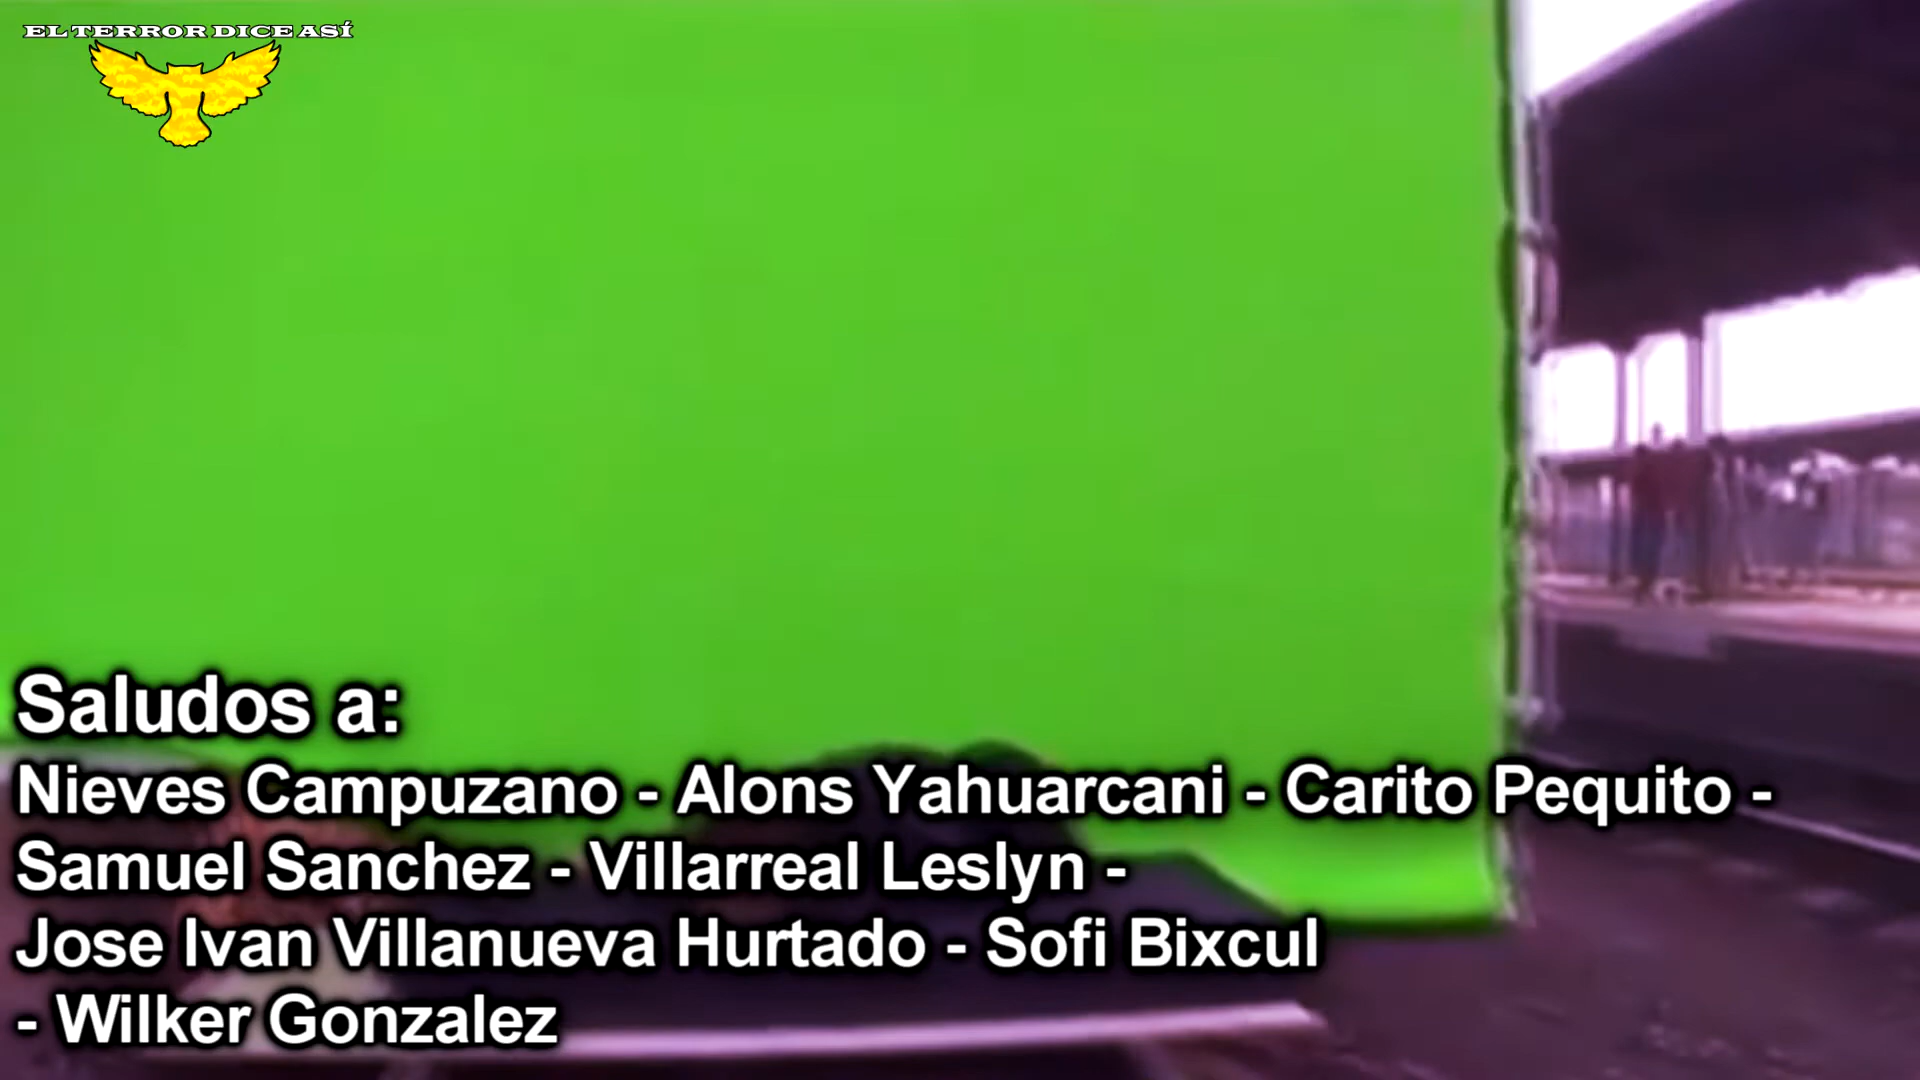 EL TERROR DICE ASÍ
Saludos a:
Nieves Campuzano - Alons Yahuarcani - Carito Pequito -
Samuel Sanchez - Villarreal Leslyn -
Jose Ivan Villanueva Hurtado - Sofi Bixcul
- Wilker Gonzalez